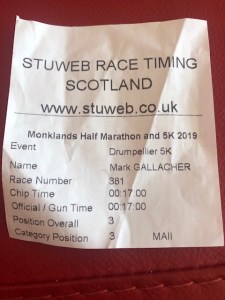 STUWEB RACE TIMING
SCOTLAND
www.stuweb.co.uk
Monklands Half Marathon and 5K 2019
Event Drumpellier 5K
Name Mark GALLACHER
Race Number 381
Chip Time 00:17:00
Official / Gun Time 00:17:00
Position Overall 3
Category Position 3 MAll